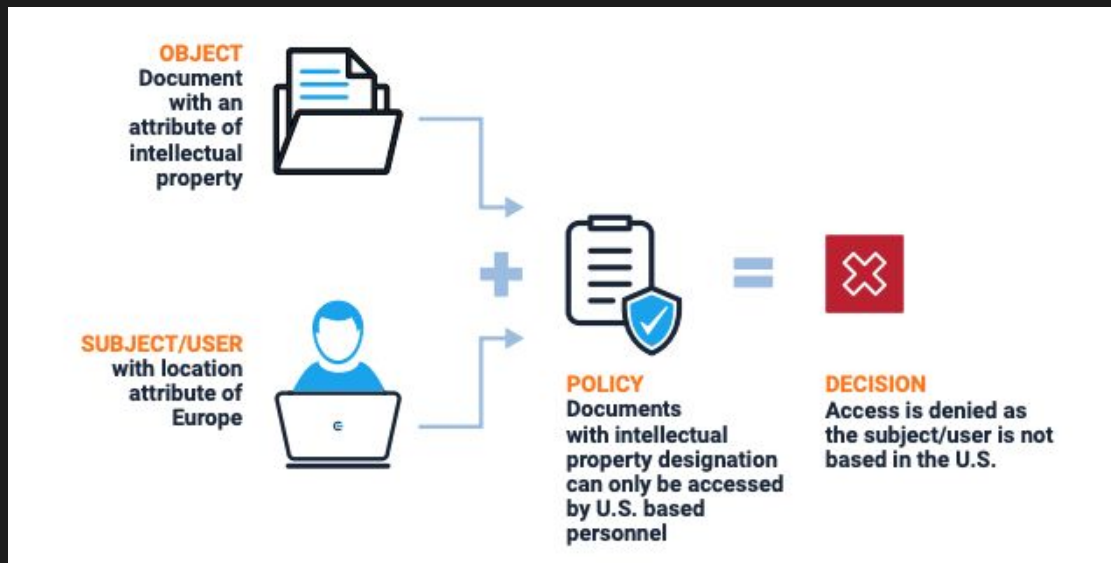 OBJECT
Document
with an
attribute of
intellectual
property
SUBJECT/USER
with location
attribute of
Europe
POLICY
Documents
with intellectual
property designation
can only be accessed
by U.S. based
personnel
DECISION
Access is denied as
the subject/user is not
based in the U.S.